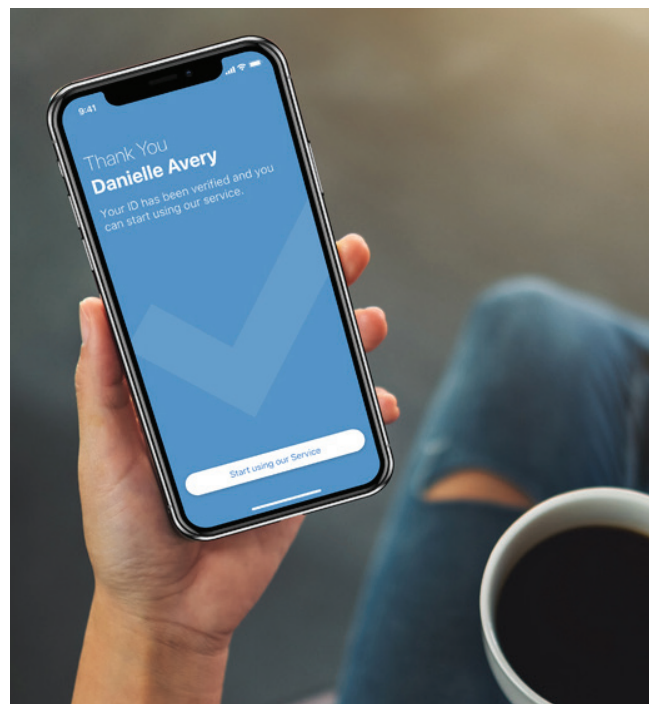 9:41
Thank You
Danielle Avery
Your ID has been verified and you
can start using our service.
Start using our Service